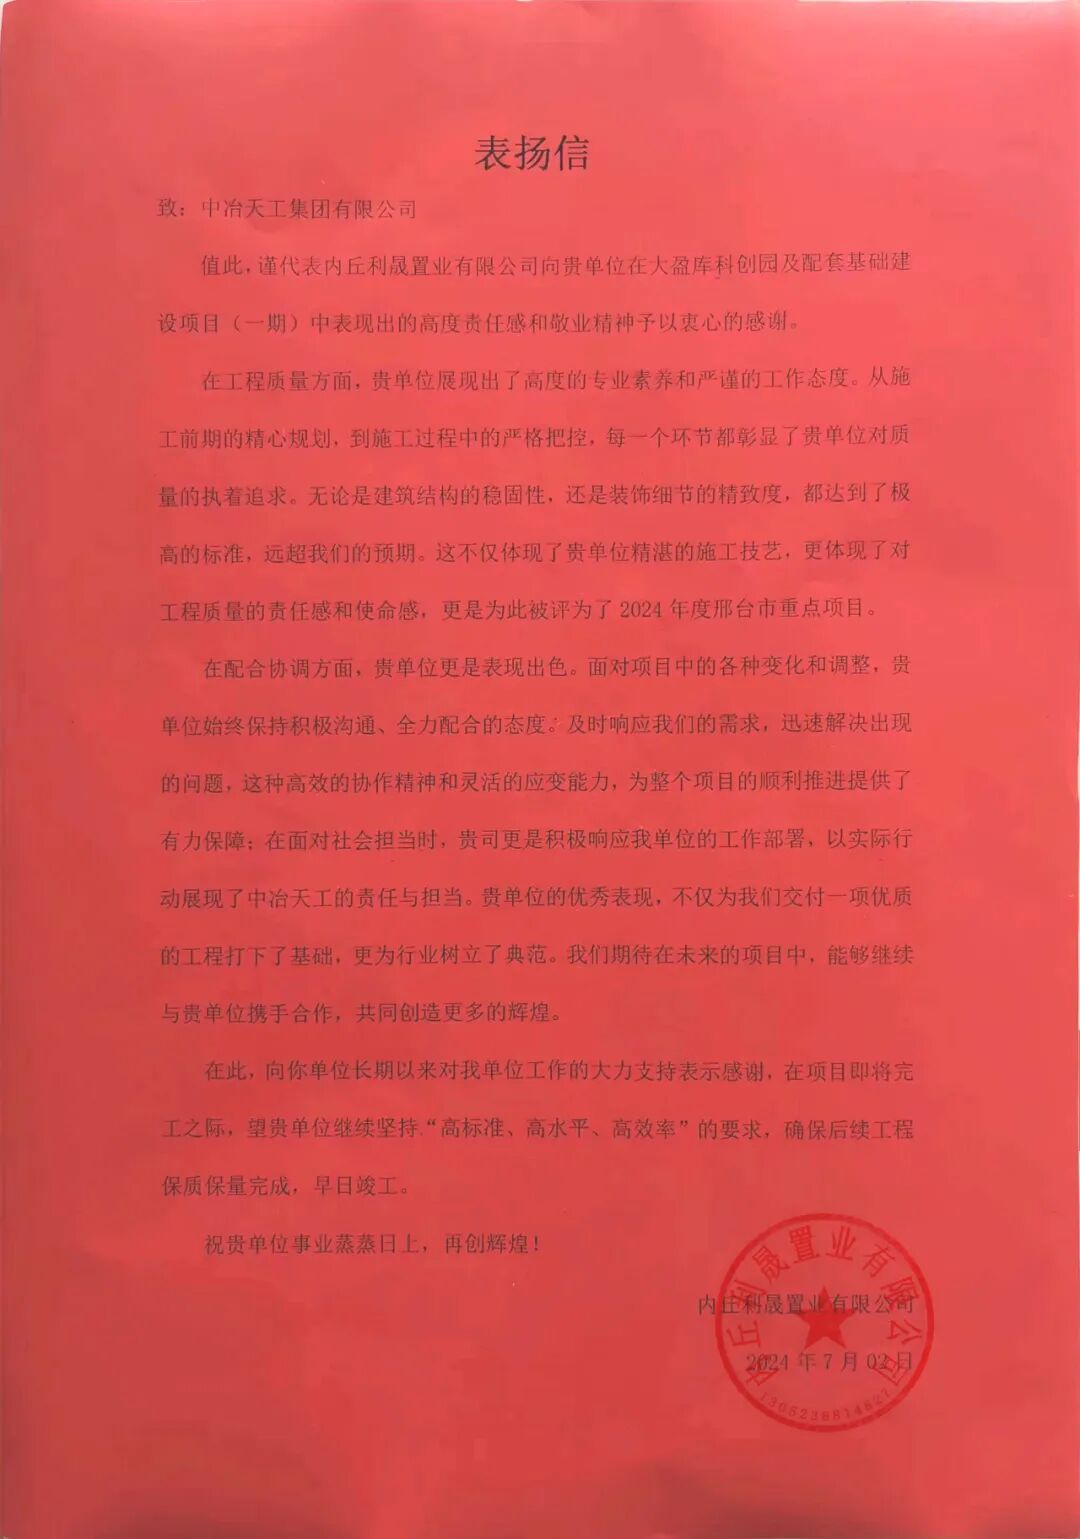 表扬信
致：中冶天工集团有限公司
值此，谨代表内丘利晟置业有限公司向贵单位在大盈库科创园及配套基础建
设项目（一期）中表现出的高度责任感和敬业精神予以衷心的感谢。
在工程质量方面，贵单位展现出了高度的专业素养和严谨的工作态度。从施
工前期的精心规划，到施工过程中的严格把控，每一个环节都彰显了贵单位对质
量的执着追求。无论是建筑结构的稳固性，还是装饰细节的精致度，都达到了极
高的标准，远超我们的预期。这不仅体现了贵单位精湛的施工技艺，更体现了对
工程质量的责任感和使命感，更是为此被评为了 2024 年度邢台市重点项目。
在配合协调方面，贵单位更是表现出色。面对项目中的各种变化和调整，贵
单位始终保持积极沟通、全力配合的态度。及时响应我们的需求，迅速解决出现
的问题，这种高效的协作精神和灵活的应变能力，为整个项目的顺利推进提供了
有力保障；在面对社会担当时，贵司更是积极响应我单位的工作部署，以实际行
动展现了中冶天工的责任与担当。贵单位的优秀表现，不仅为我们交付一项优质
的工程打下了基础，更为行业树立了典范。我们期待在未来的项目中，能够继续
与贵单位携手合作，共同创造更多的辉煌。
在此，向你单位长期以来对我单位工作的大力支持表示感谢，在项目即将完
工之际，望贵单位继续坚持“高标准、高水平、高效率”的要求，确保后续工程
保质保量完成，早日竣工。
祝贵单位事业蒸蒸日上，再创辉煌！
内丘利晟置业有限公司
2024 年 7 月 02 日
内丘利晟置业有限公司
1305238814827